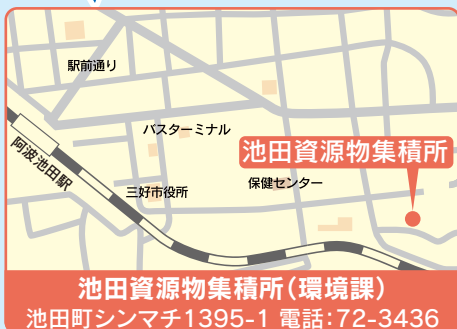 駅前通り
バスターミナル
阿波池田駅
池田資源物集積所
三好市役所
保健センター
池田資源物集積所(環境課)
池田町シンマチ1395-1 電話:72-3436